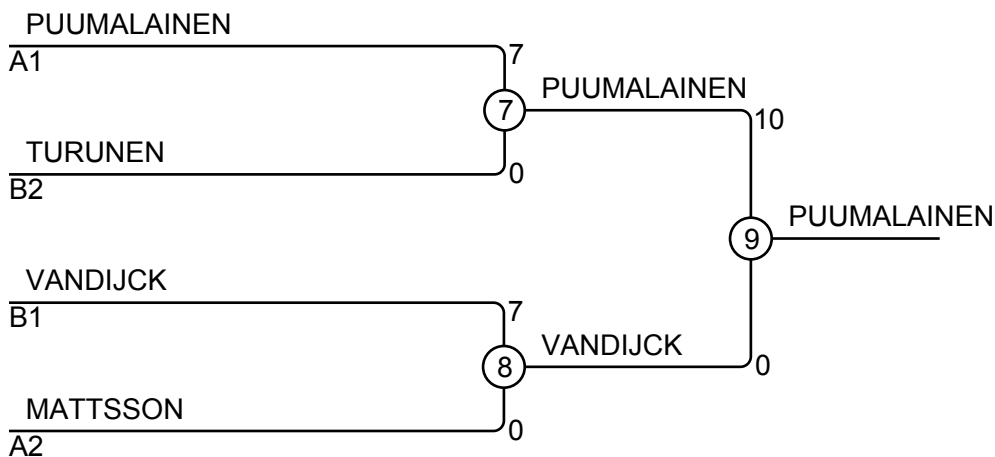 PUUMALAINEN
A1
7
7
PUUMALAINEN
10
TURUNEN
B2
0
9
PUUMALAINEN
VANDIJCK
B1
7
8
VANDIJCK
0
MATTSSON
A2
0